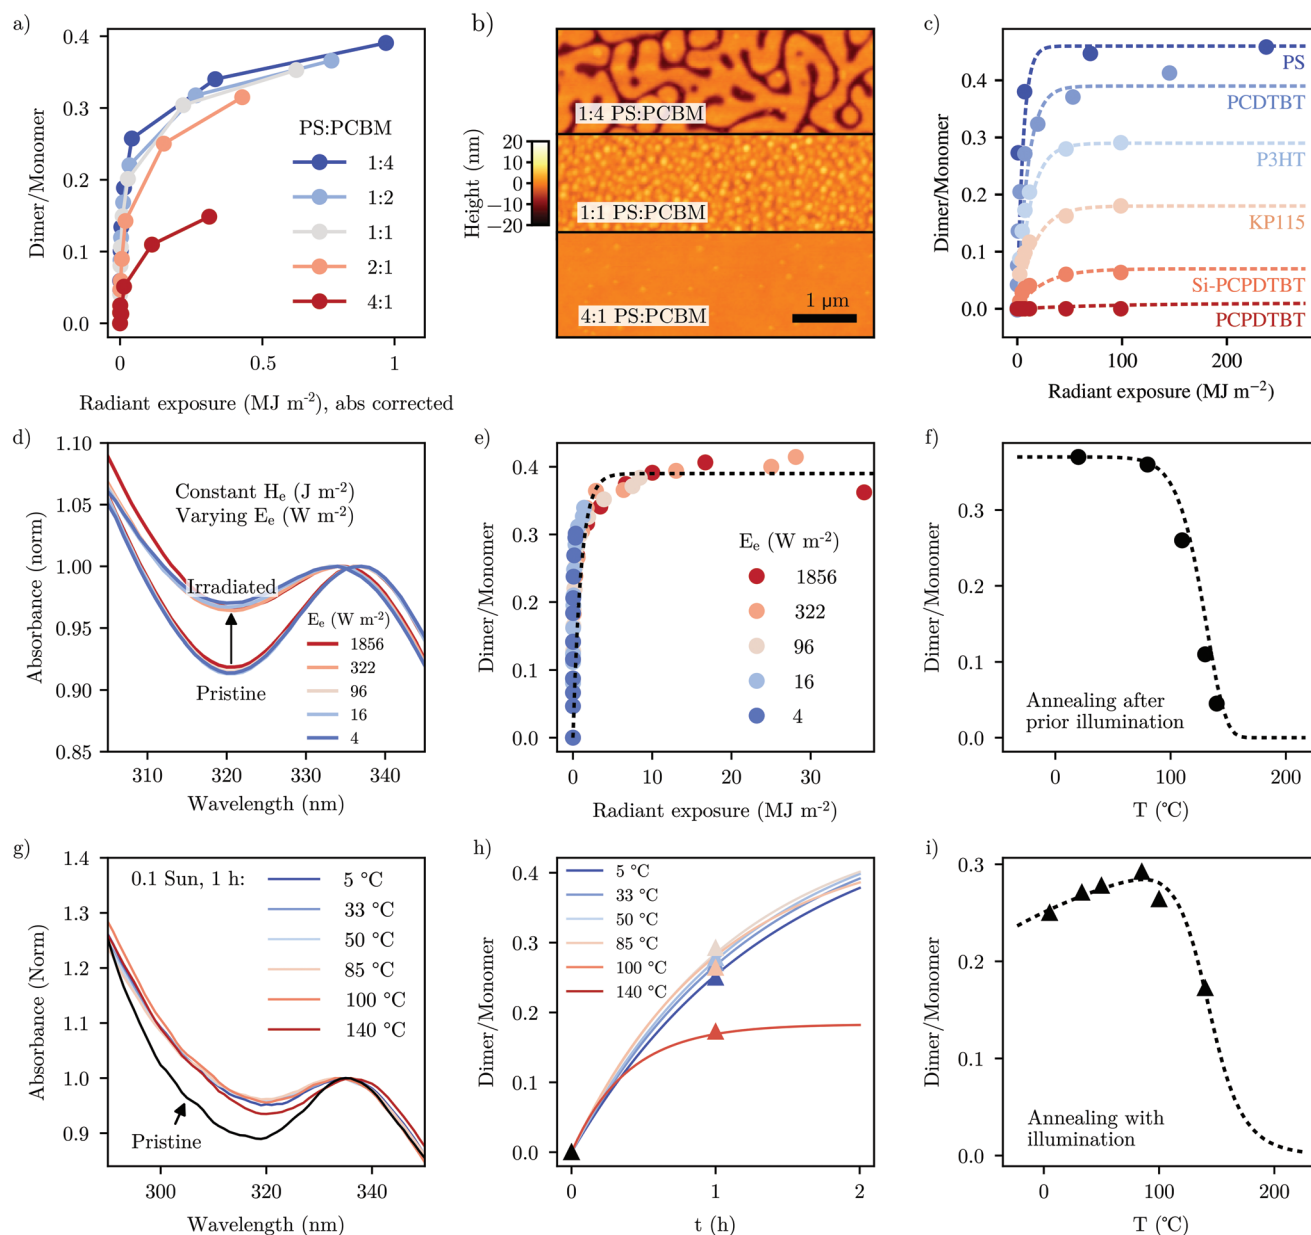 a)
0.4
0.3
0.2
0.1
0.0
Dimer/Monomer
PS:PCBM
1:4
1:2
1:1
2:1
4:1
0 0.5 1
Radiant exposure (MJ m-2), abs corrected
b)
1:4 PS:PCBM
1:1 PS:PCBM
4:1 PS:PCBM
1 µm
20
10
0
−10
−20
Height (nm)
c)
0.4
0.3
0.2
0.1
0.0
Dimer/Monomer
PS
PCDTBT
P3HT
KP115
Si-PCPDTBT
PCPDTBT
0 100 200
Radiant exposure (MJ m−2)
d)
1.10
1.05
1.00
0.95
0.90
0.85
Absorbance (norm)
Constant He (J m-2)
Varying Ee (W m-2)
Irradiated
Ee (W m-2)
1856
322
96
16
4
Pristine
310 320 330 340
Wavelength (nm)
e)
0.4
0.3
0.2
0.1
0.0
Dimer/Monomer
Ee (W m-2)
1856
322
96
16
4
0 10 20 30
Radiant exposure (MJ m-2)
f)
0.3
0.2
0.1
0.0
Dimer/Monomer
Annealing after
prior illumination
0 100 200
T (°C)
g)
1.4
1.3
1.2
1.1
1.0
0.9
Absorbance (Norm)
0.1 Sun, 1 h:
5 °C
33 °C
50 °C
85 °C
100 °C
140 °C
Pristine
300 320 340
Wavelength (nm)
h)
0.4
0.3
0.2
0.1
0.0
Dimer/Monomer
5 °C
33 °C
50 °C
85 °C
100 °C
140 °C
0 1 2
t (h)
i)
0.3
0.2
0.1
0.0
Dimer/Monomer
Annealing with
illumination
0 100 200
T (°C)